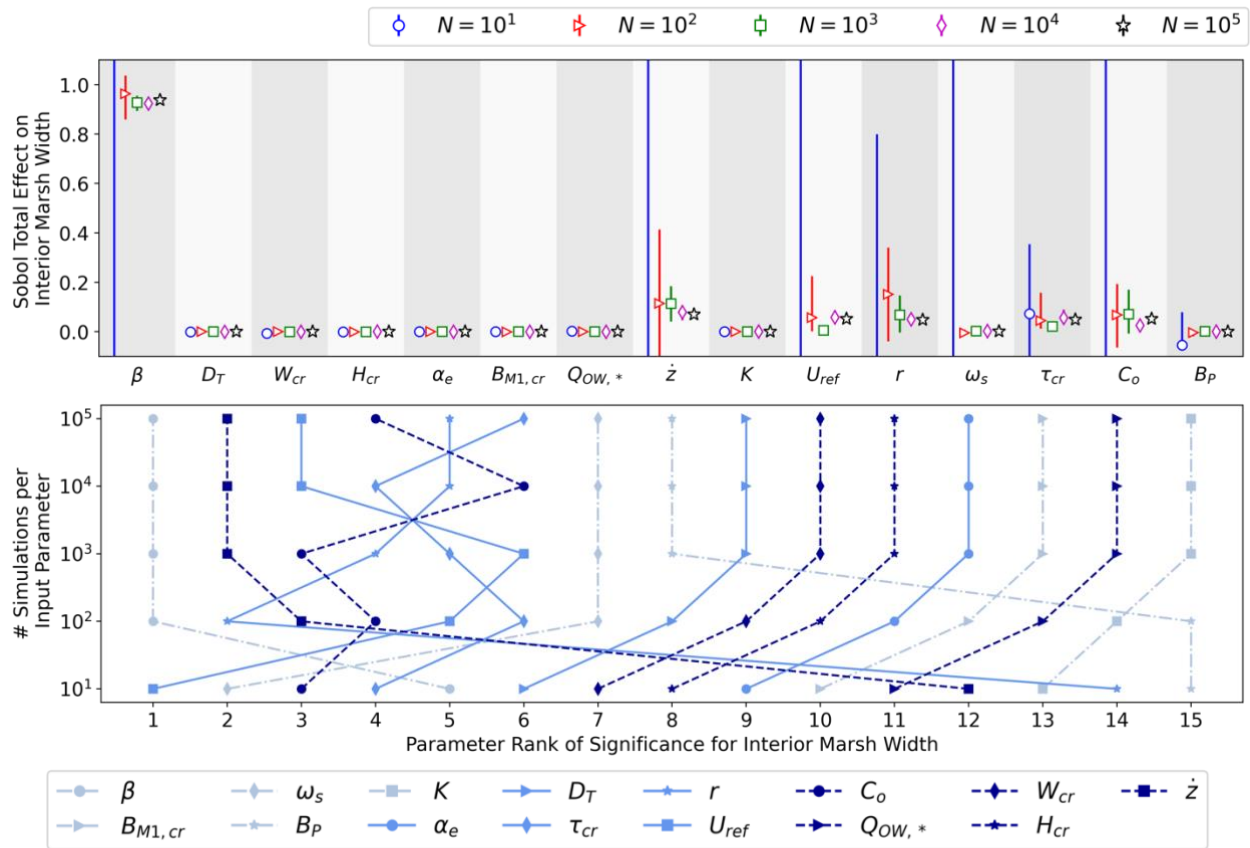 N = 10¹ N = 10² N = 10³ N = 10⁴ N = 10⁵
Sobol Total Effect on
Interior Marsh Width
1.0
0.8
0.6
0.4
0.2
0.0
β D_T W_cr H_cr α_e B_M1,cr Q_OW,* ż K U_ref r ω_s τ_cr C_o B_P
# Simulations per
Input Parameter
10⁵
10⁴
10³
10²
10¹
1 2 3 4 5 6 7 8 9 10 11 12 13 14 15
Parameter Rank of Significance for Interior Marsh Width
β ω_s K D_T r C_o W_cr ż
B_M1,cr B_P α_e τ_cr U_ref Q_OW,* H_cr